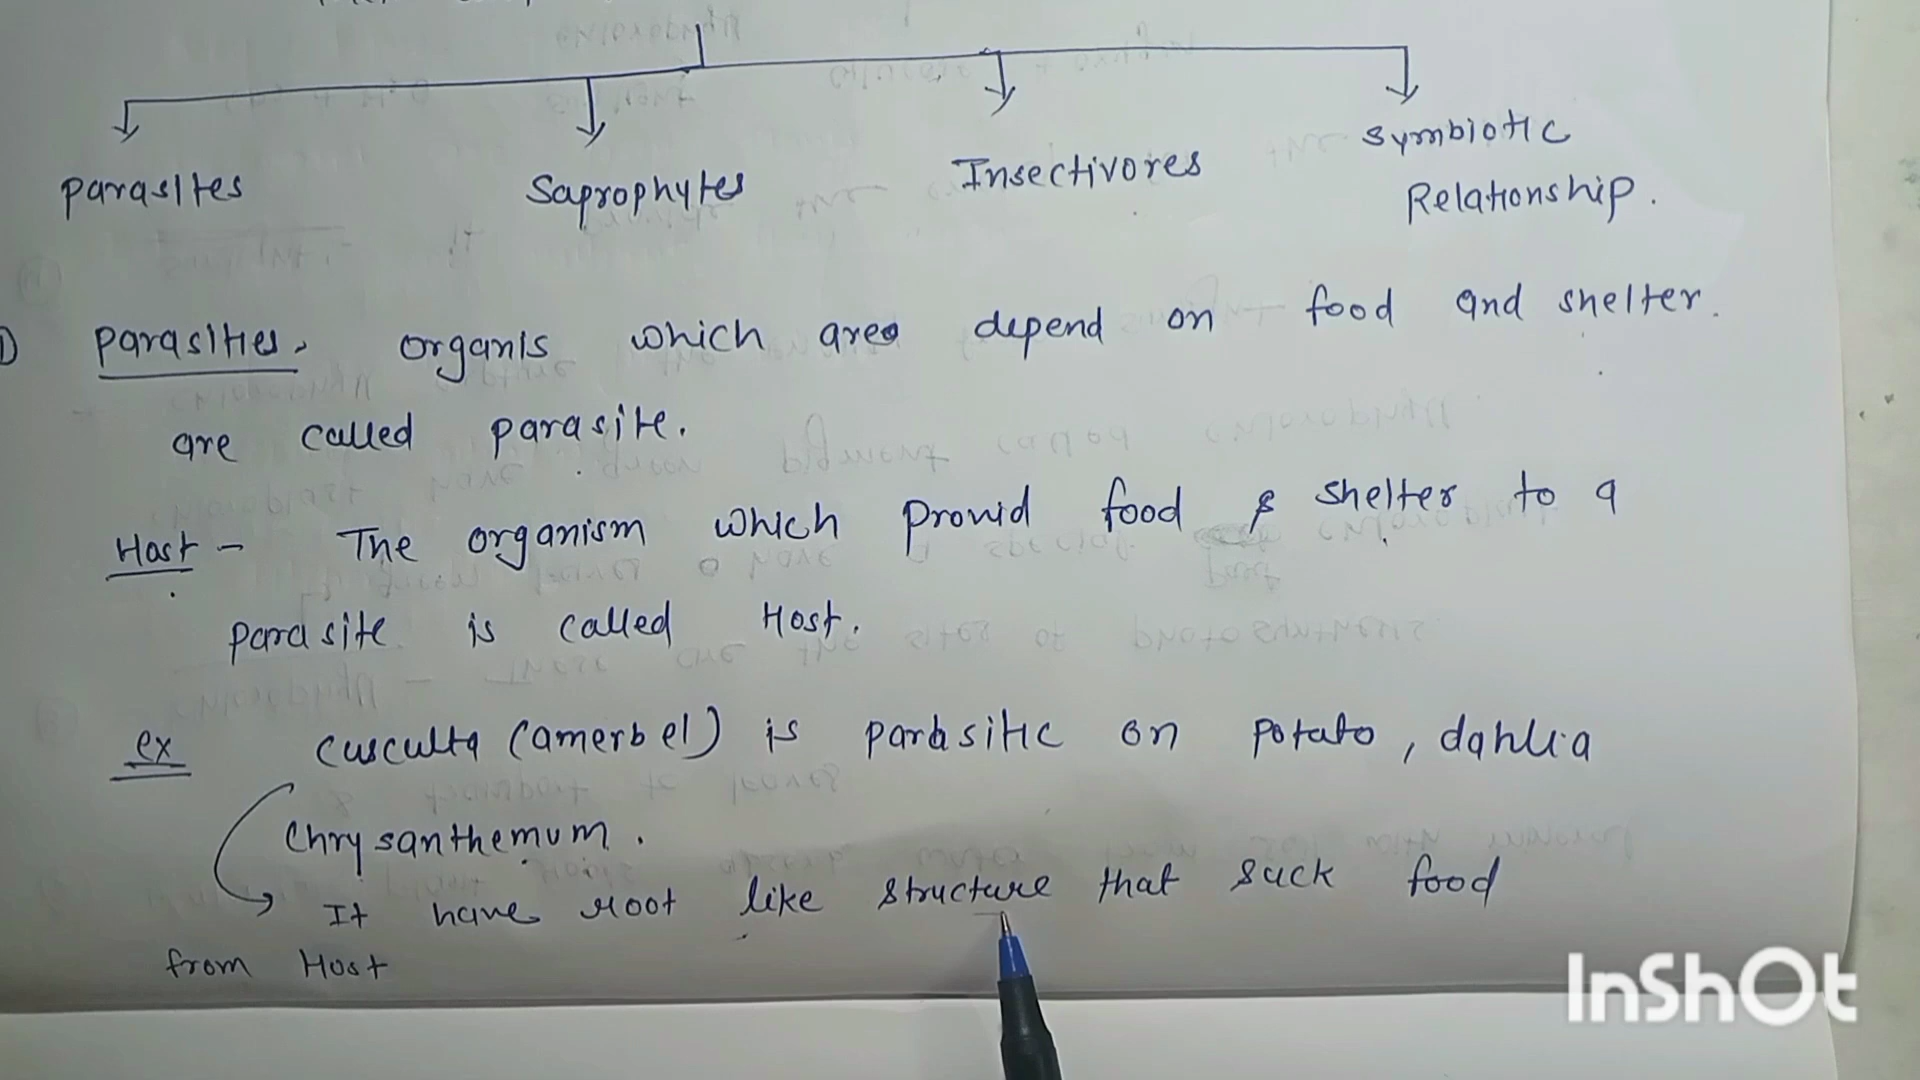 Parasites
Saprophytes
Insectivores
Symbiotic
Relationship.
1) Parasites. organis which area depend on food and shelter.
are called parasite.
Host - The organism which provid food & shelter to a
parasite is called Host.
ex Cusculta (amerbel) is parasitic on potato, dahlia
Chrysanthemum.
It have root like structure that suck food
from Host
InShOt